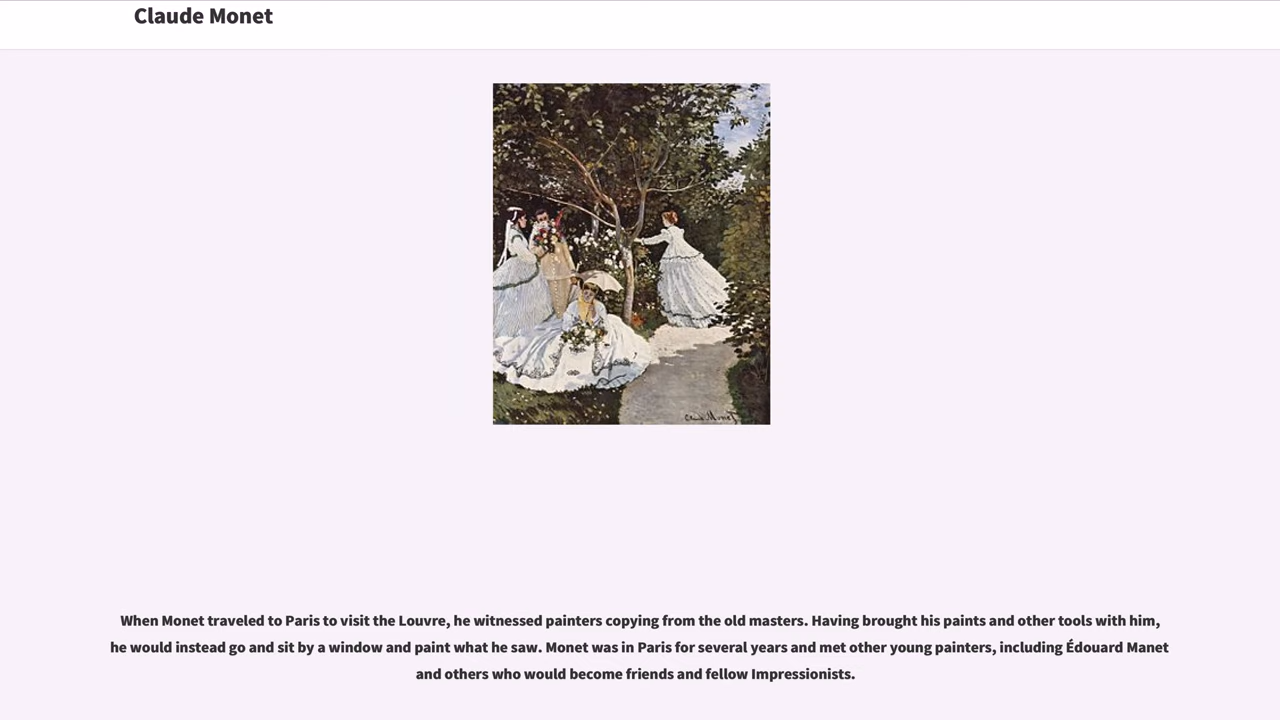 Claude Monet
Claude Monet
When Monet traveled to Paris to visit the Louvre, he witnessed painters copying from the old masters. Having brought his paints and other tools with him,
he would instead go and sit by a window and paint what he saw. Monet was in Paris for several years and met other young painters, including Édouard Manet
and others who would become friends and fellow Impressionists.